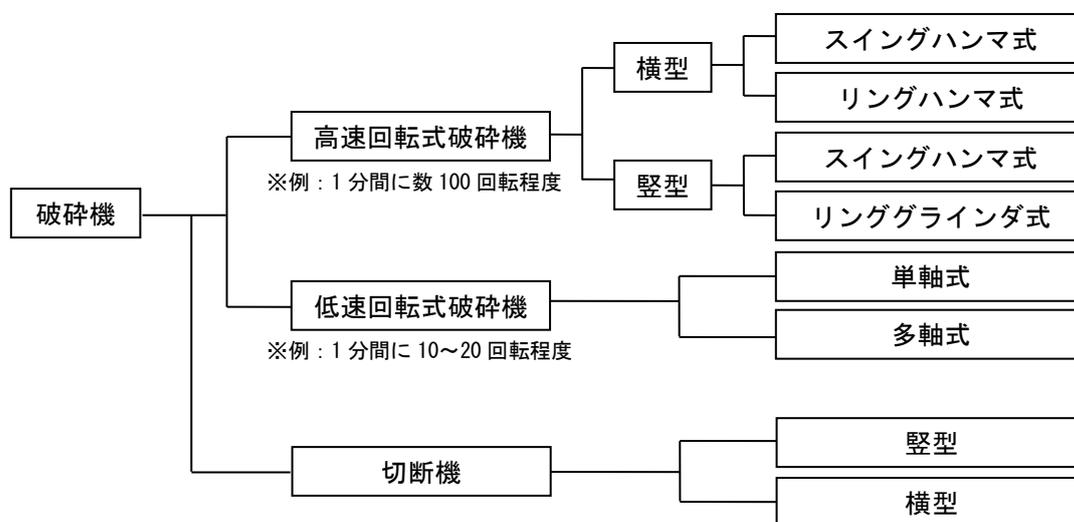 破砕機
高速回転式破砕機
※例：1分間に数100回転程度
横型
スイングハンマ式
リングハンマ式
竪型
スイングハンマ式
リンググラインダ式
低速回転式破砕機
※例：1分間に10～20回転程度
単軸式
多軸式
切断機
竪型
横型